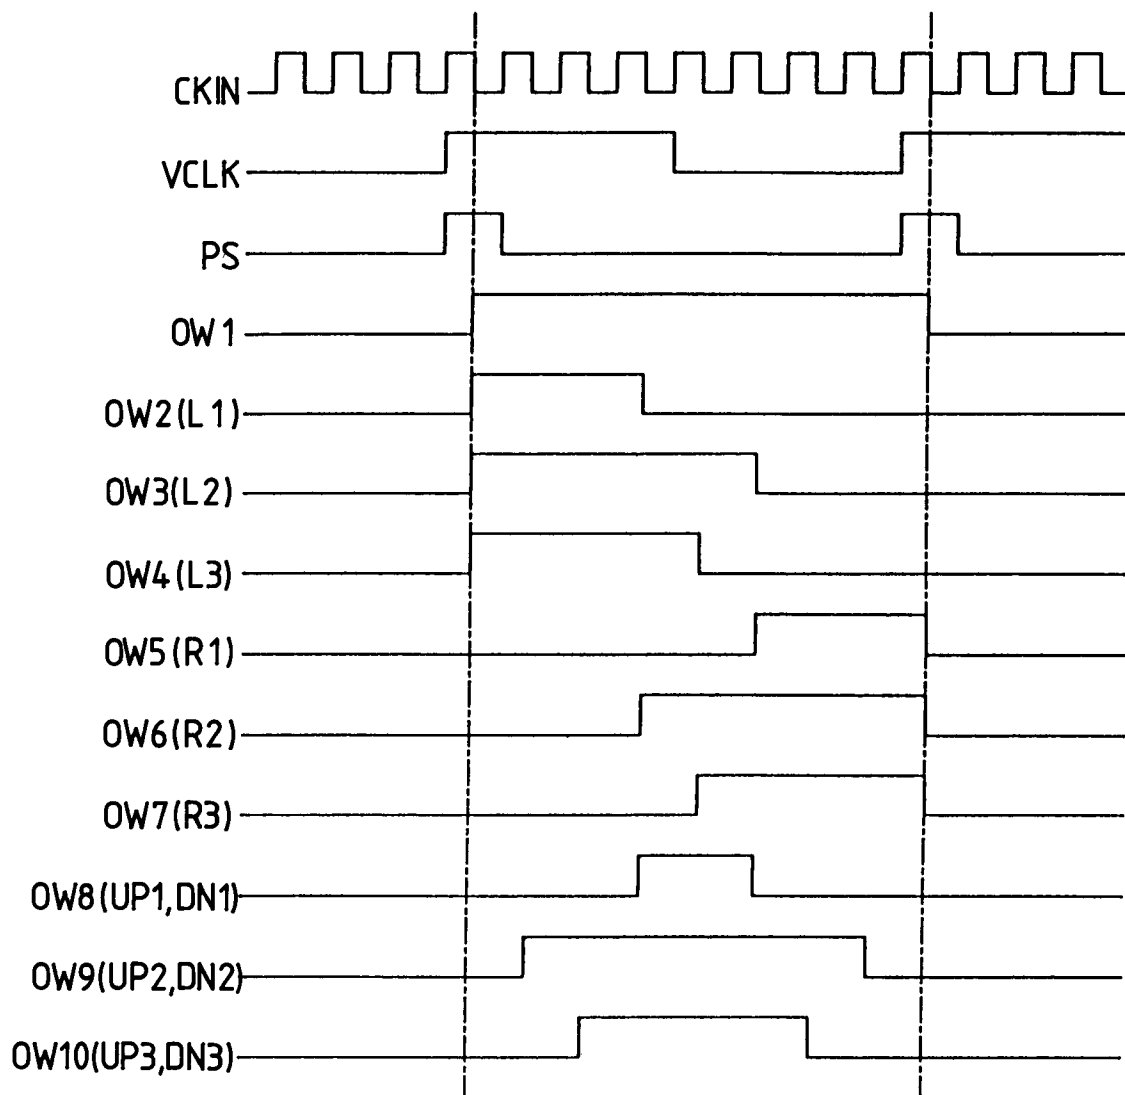 CKIN
VCLK
PS
OW1
OW2(L1)
OW3(L2)
OW4(L3)
OW5(R1)
OW6(R2)
OW7(R3)
OW8(UP1,DN1)
OW9(UP2,DN2)
OW10(UP3,DN3)